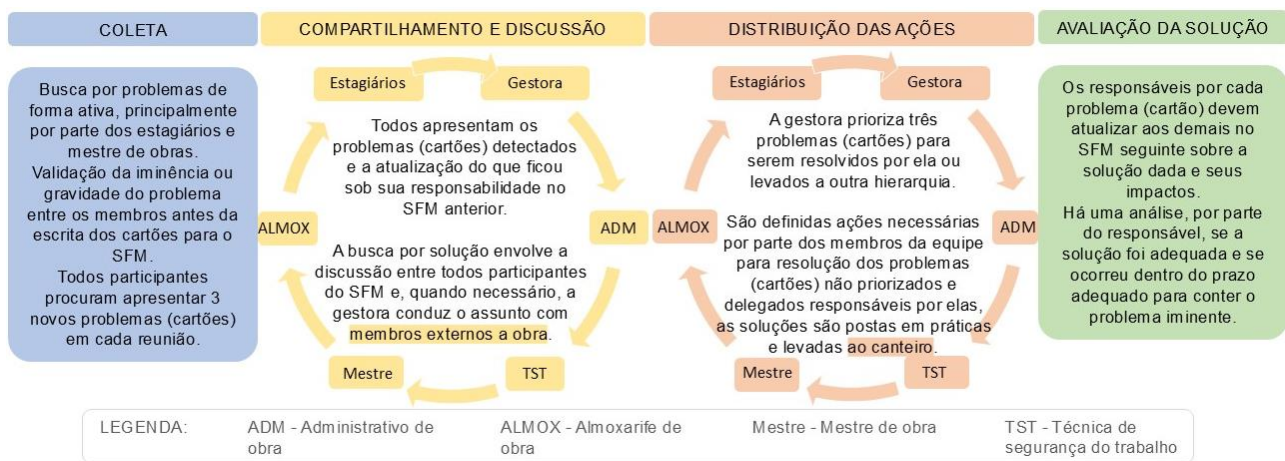 COLETA
COMPARTILHAMENTO E DISCUSSÃO
DISTRIBUIÇÃO DAS AÇÕES
AVALIAÇÃO DA SOLUÇÃO
Busca por problemas de
forma ativa, principalmente
por parte dos estagiários e
mestre de obras.
Validação da iminência ou
gravidade do problema
entre os membros antes da
escrita dos cartões para o
SFM.
Todos participantes
procuram apresentar 3
novos problemas (cartões)
em cada reunião.
Estagiários
Gestora
Todos apresentam os
problemas (cartões) detectados
e a atualização do que ficou
sob sua responsabilidade no
SFM anterior.
ALMOX
ADM
A busca por solução envolve a
discussão entre todos participantes
do SFM e, quando necessário, a
gestora conduz o assunto com
membros externos a obra.
Mestre
TST
Estagiários
Gestora
A gestora prioriza três
problemas (cartões) para
serem resolvidos por ela ou
levados a outra hierarquia.
ALMOX
ADM
São definidas ações necessárias
por parte dos membros da equipe
para resolução dos problemas
(cartões) não priorizados e
delegados responsáveis por elas,
as soluções são postas em práticas
e levadas ao canteiro.
Mestre
TST
Os responsáveis por cada
problema (cartão) devem
atualizar aos demais no
SFM seguinte sobre a
solução dada e seus
impactos.
Há uma análise, por parte
do responsável, se a
solução foi adequada e se
ocorreu dentro do prazo
adequado para conter o
problema iminente.
LEGENDA:
ADM - Administrativo de
obra
ALMOX - Almoxarife de
obra
Mestre - Mestre de obra
TST - Técnica de
segurança do trabalho